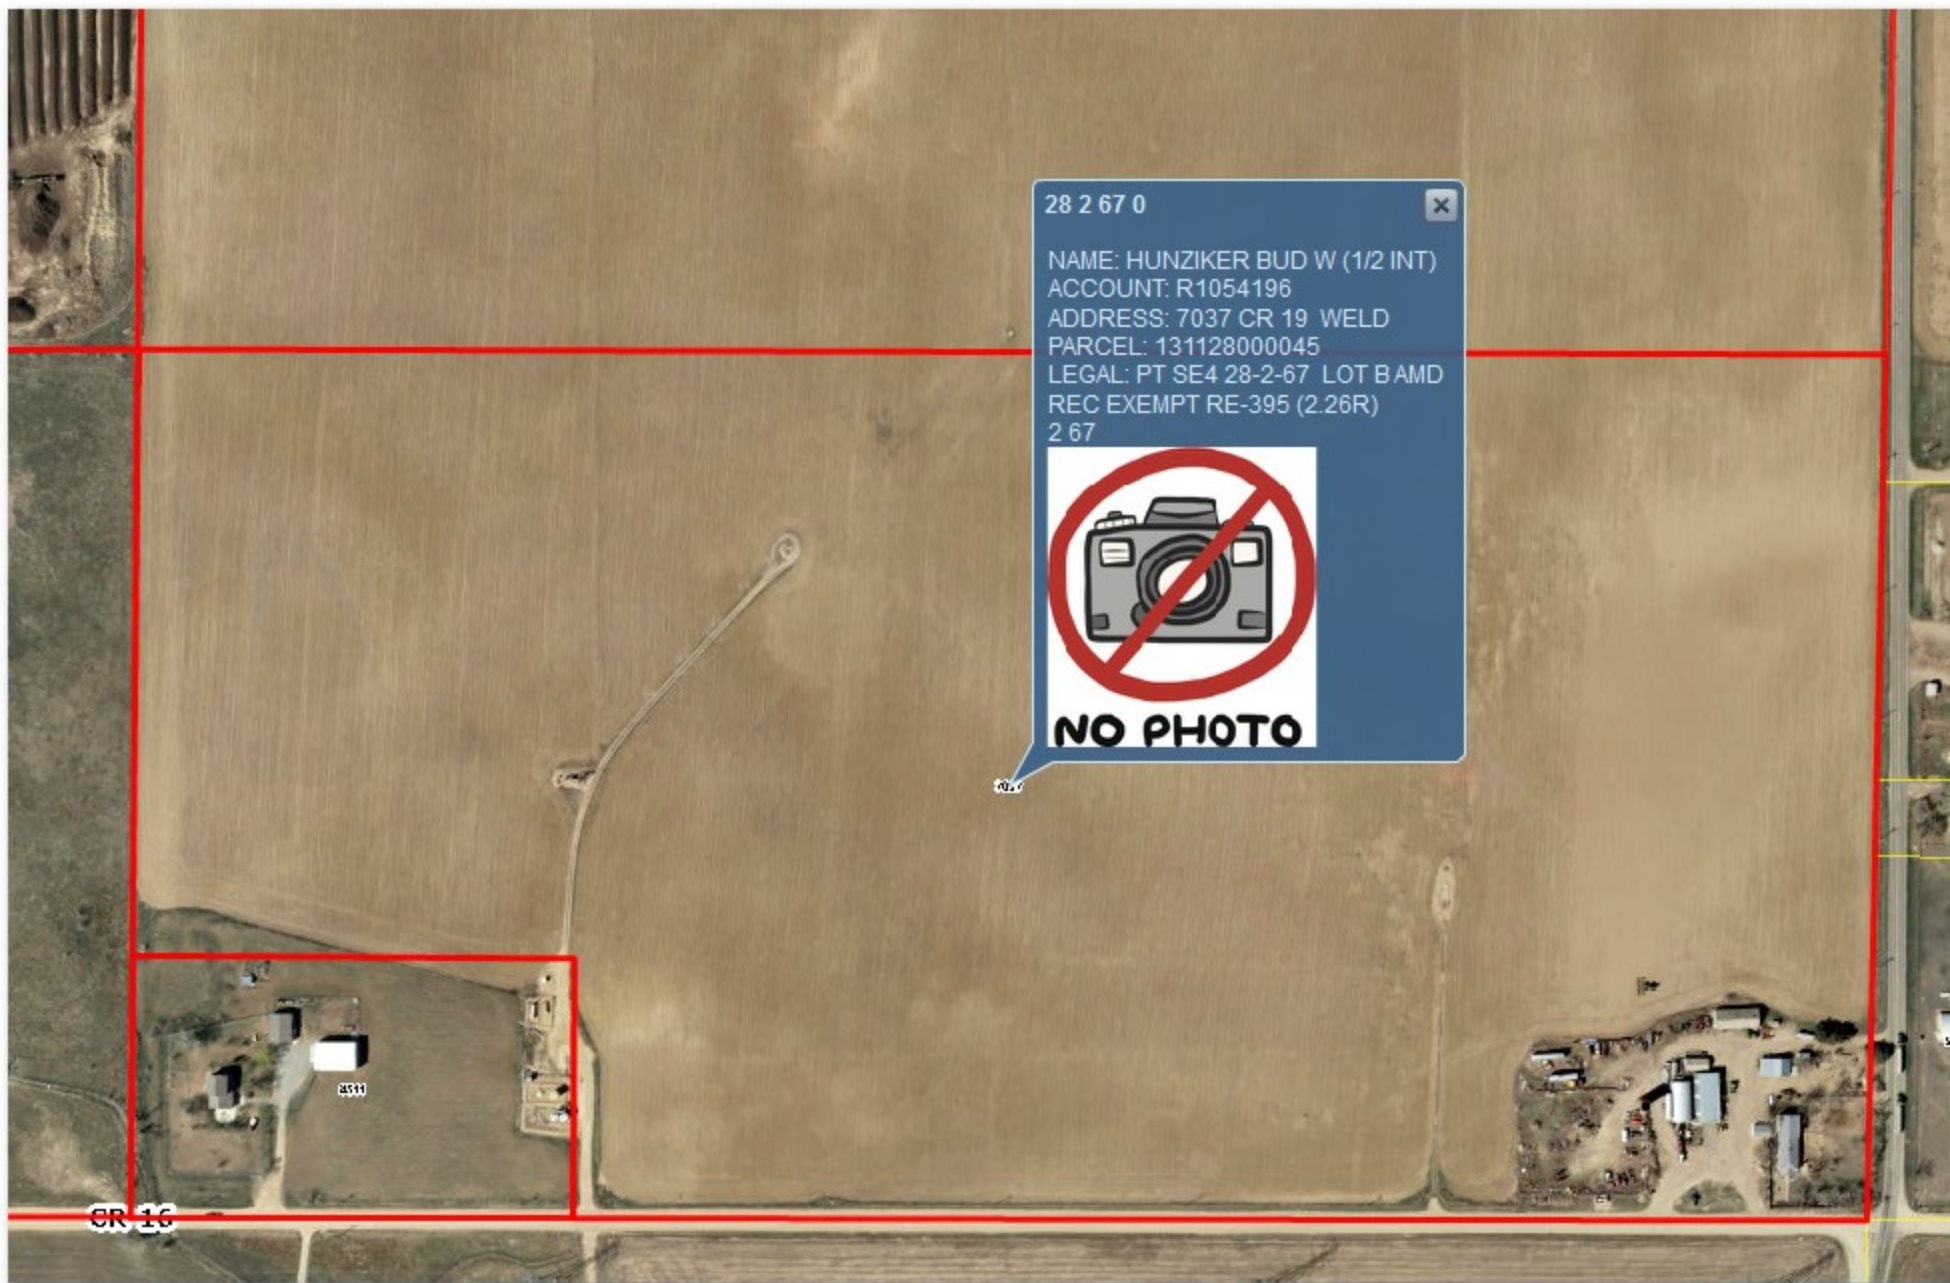 28 2 67 0
NAME: HUNZIKER BUD W (1/2 INT)
ACCOUNT: R1054196
ADDRESS: 7037 CR 19 WELD
PARCEL: 131128000045
LEGAL: PT SE4 28-2-67 LOT B AMD
REC EXEMPT RE-395 (2.26R)
2 67
NO PHOTO
CR 16